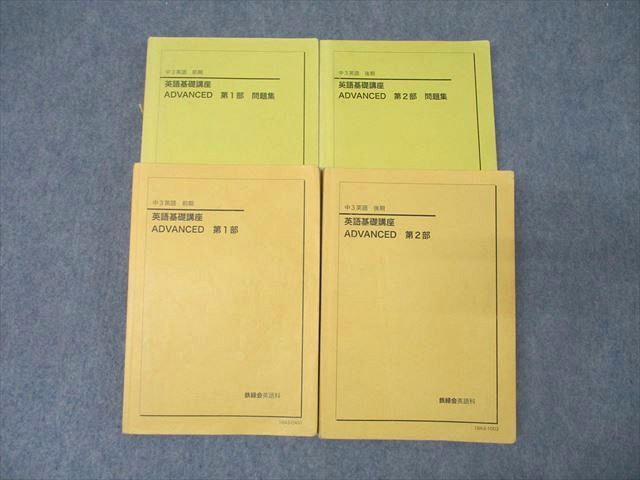 中3英語 前期
英語基礎講座
ADVANCED 第1部 問題集
中3英語 後期
英語基礎講座
ADVANCED 第2部 問題集
中3英語 前期
英語基礎講座
ADVANCED 第1部
鉄緑会英語科
中3英語 後期
英語基礎講座
ADVANCED 第2部
鉄緑会英語科